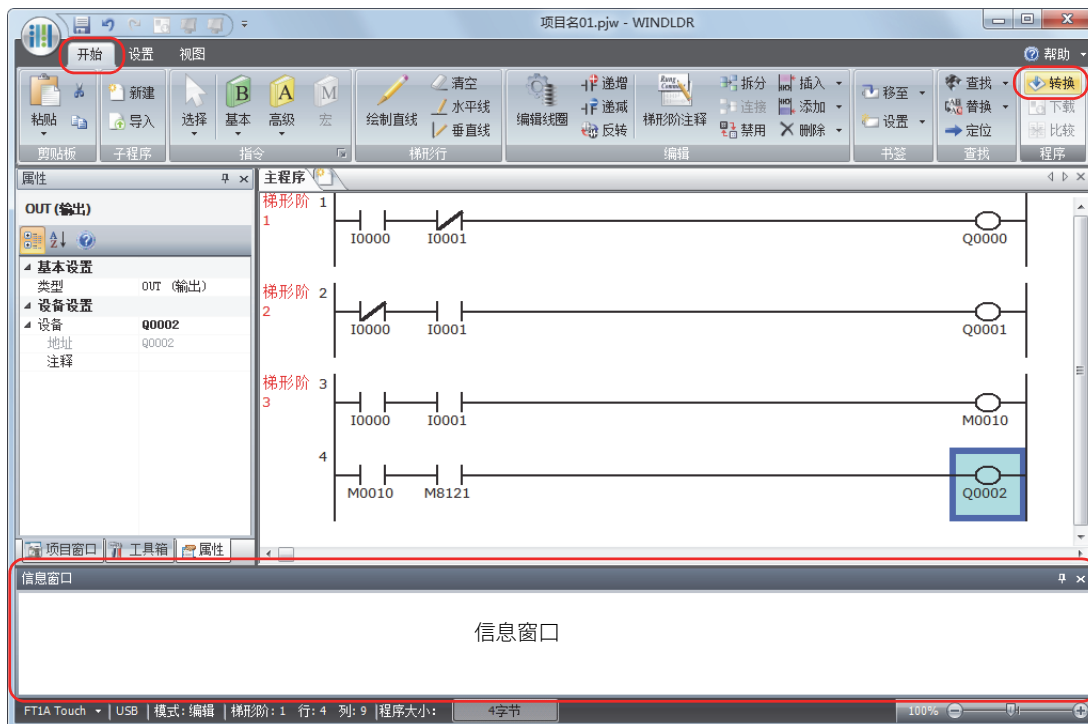 项目名01.pjw - WINDLDR
开始 设置 视图 帮助
粘贴
剪贴板
新建
导入
子程序
选择
B
基本
A
高级
M
宏
指令
绘制直线
清空
水平线
垂直线
梯形行
编辑线圈
递增
递减
反转
梯形阶注释
拆分
连接
禁用
插入
添加
删除
编辑
移至
设置
书签
查找
替换
定位
查找
转换
下载
比较
程序
属性
OUT (输出)
基本设置
类型 OUT (输出)
设备设置
设备 Q0002
地址 Q0002
注释
项目窗口 工具箱 属性
主程序
梯形阶 1
1
I0000 I0001 Q0000
梯形阶 2
2
I0000 I0001 Q0001
梯形阶 3
3
I0000 I0001 M0010
4
M0010 M8121 Q0002
信息窗口
信息窗口
FT1A Touch | USB | 模式: 编辑 | 梯形阶: 1 行: 4 列: 9 | 程序大小: 4字节 100%